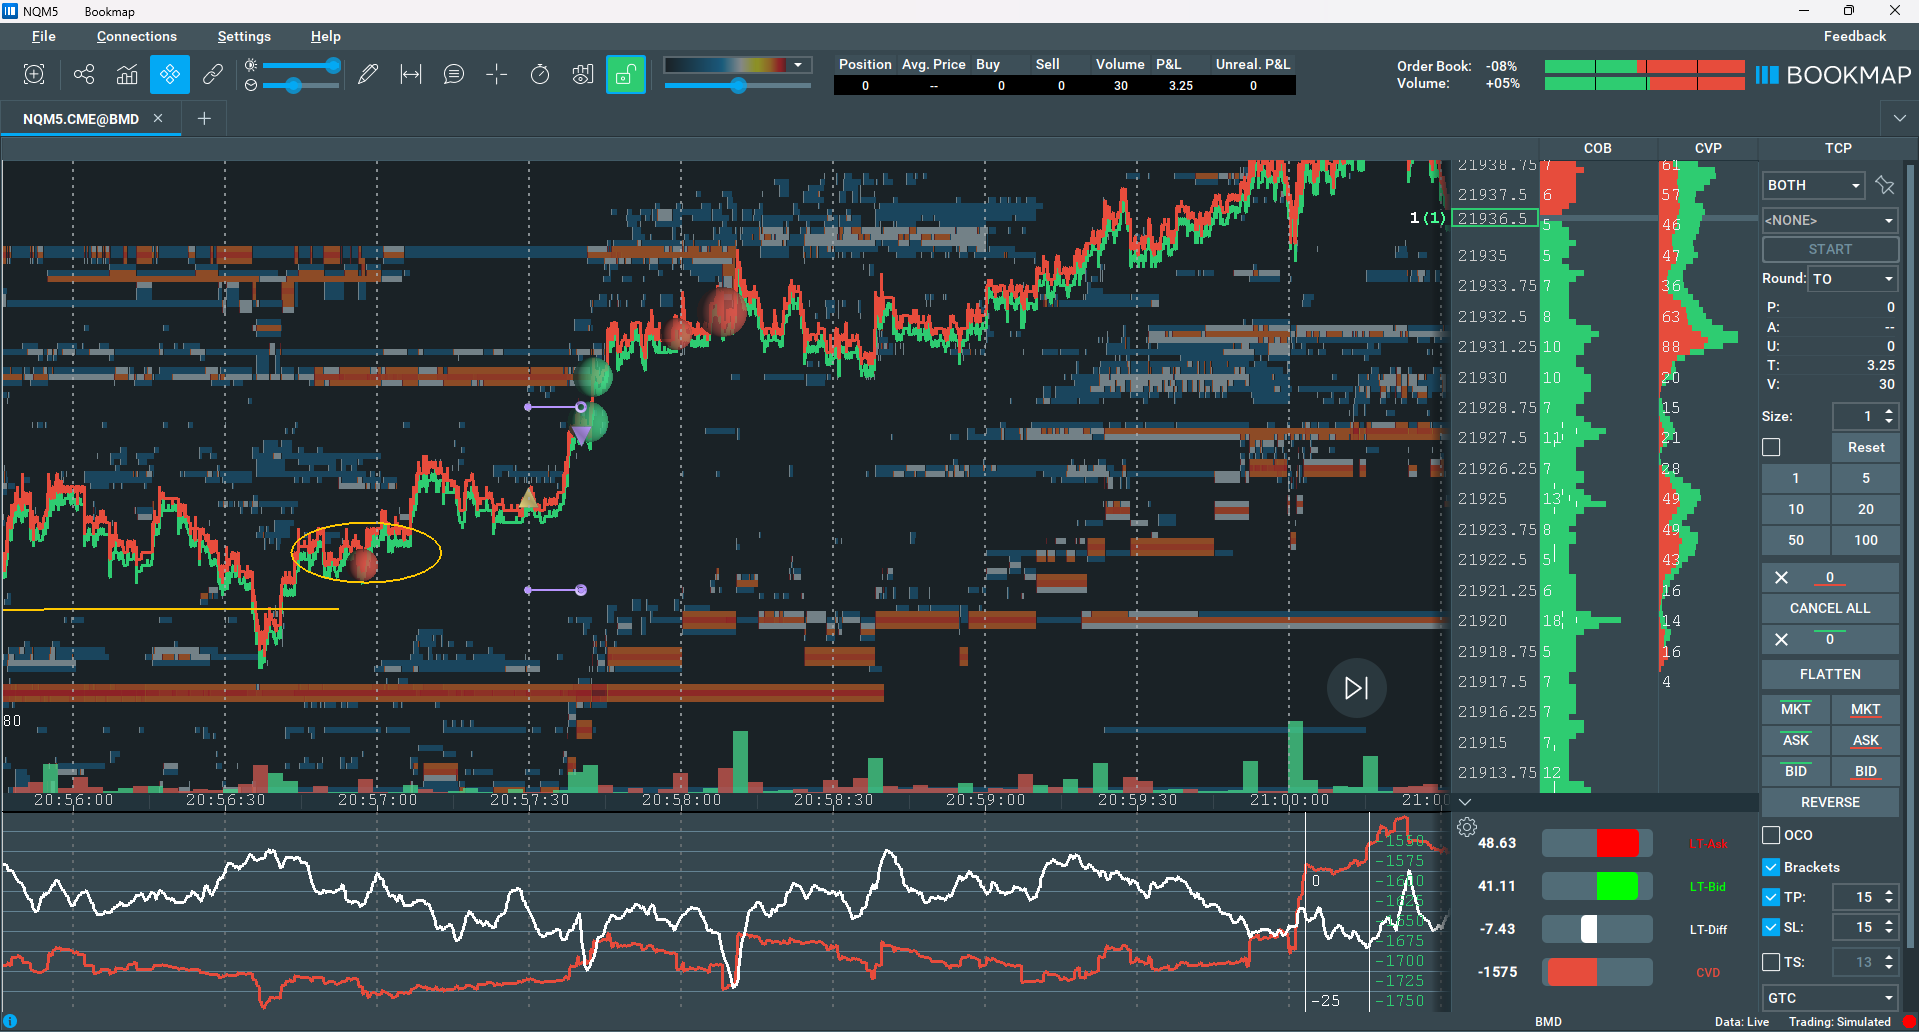 NQM5 Bookmap
File Connections Settings Help Feedback
Position Avg. Price Buy Sell Volume P&L Unreal. P&L
0 -- 0 0 30 3.25 0
Order Book: -08%
Volume: +05%
BOOKMAP
NQM5.CME@BMD
COB CVP TCP
21938.75 7 61
21937.5 6 57
1 (1) 21936.5 5 46
21935 5 47
21933.75 7 36
21932.5 8 63
21931.25 10 88
21930 10 20
21928.75 7 15
21927.5 11 21
21926.25 7 28
21925 13 49
21923.75 8 49
21922.5 5 43
21921.25 6 16
21920 18 14
21918.75 5 16
21917.5 7 4
21916.25 7
21915 7
21913.75 12
80
20:56:00 20:56:30 20:57:00 20:57:30 20:58:00 20:58:30 20:59:00 20:59:30 21:00:00 21:00
0
-25
-1550
-1575
-1600
-1625
-1650
-1675
-1700
-1725
-1750
48.63 LT-Ask
41.11 LT-Bid
-7.43 LT-Diff
-1575 CVD
BOTH
<NONE>
START
Round: TO
P: 0
A: --
U: 0
T: 3.25
V: 30
Size: 1
Reset
1 5
10 20
50 100
0
CANCEL ALL
0
FLATTEN
MKT MKT
ASK ASK
BID BID
REVERSE
OCO
Brackets
TP: 15
SL: 15
TS: 13
GTC
BMD Data: Live Trading: Simulated